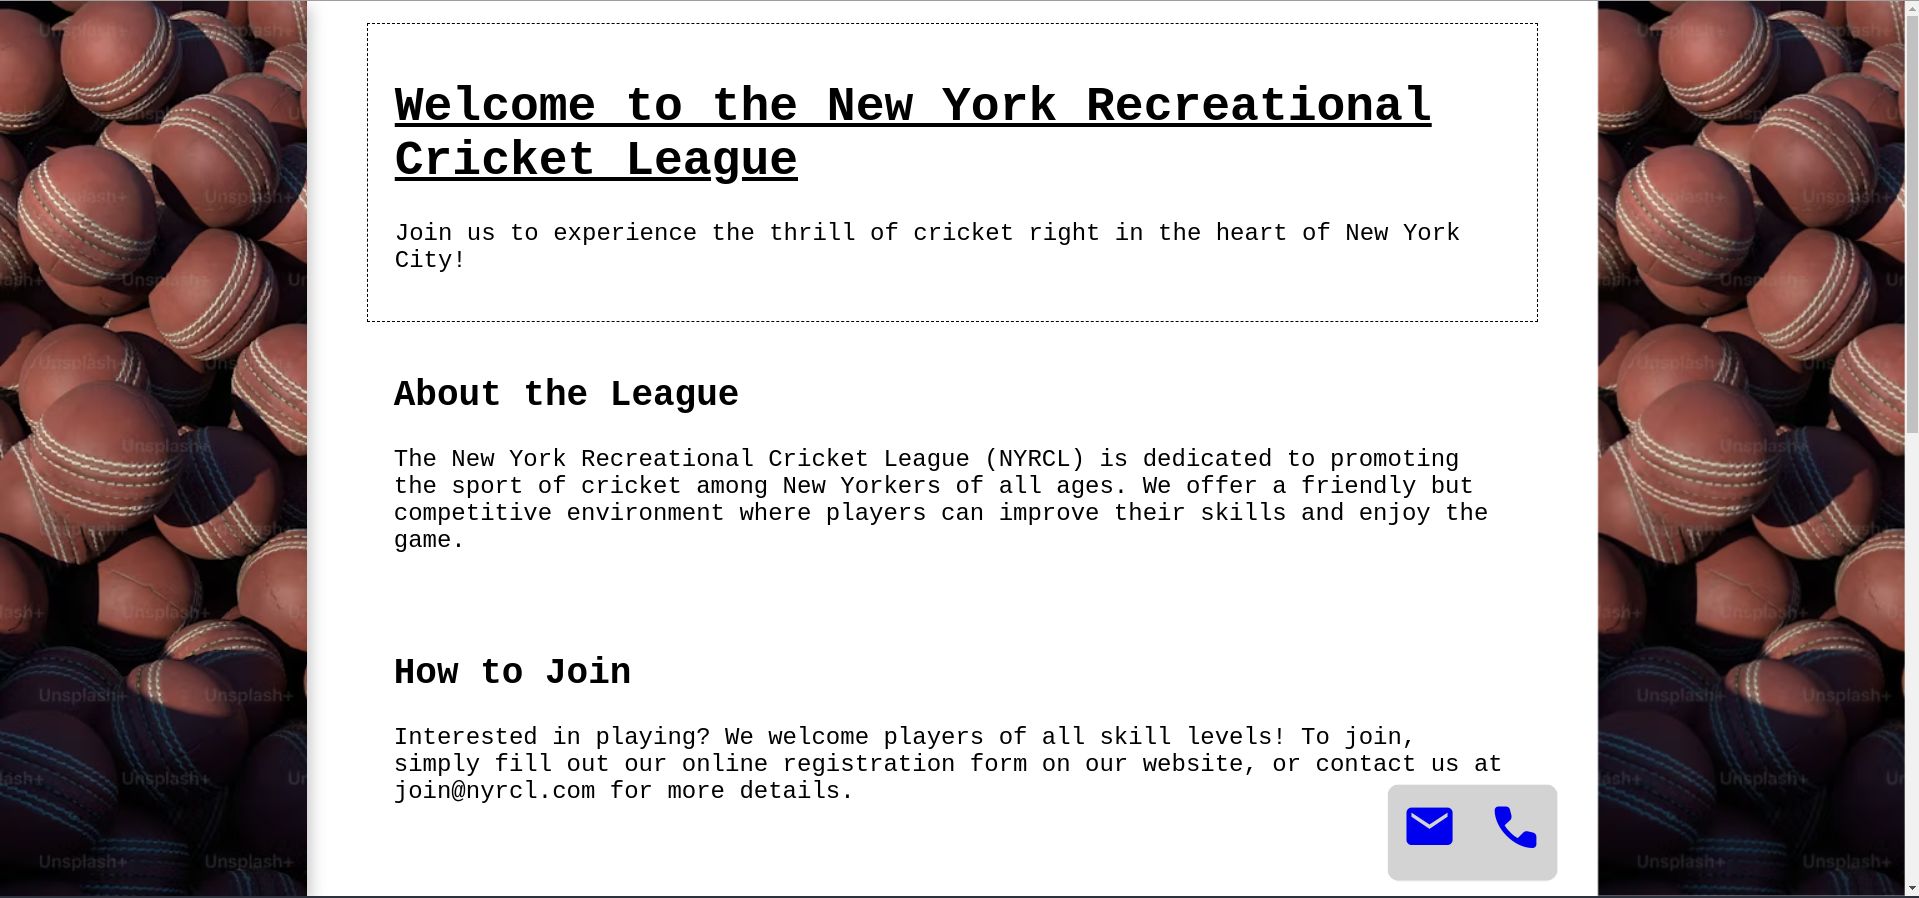 Welcome to the New York Recreational
Cricket League
Join us to experience the thrill of cricket right in the heart of New York
City!
About the League
The New York Recreational Cricket League (NYRCL) is dedicated to promoting
the sport of cricket among New Yorkers of all ages. We offer a friendly but
competitive environment where players can improve their skills and enjoy the
game.
How to Join
Interested in playing? We welcome players of all skill levels! To join,
simply fill out our online registration form on our website, or contact us at
join@nyrcl.com for more details.
Unsplash+